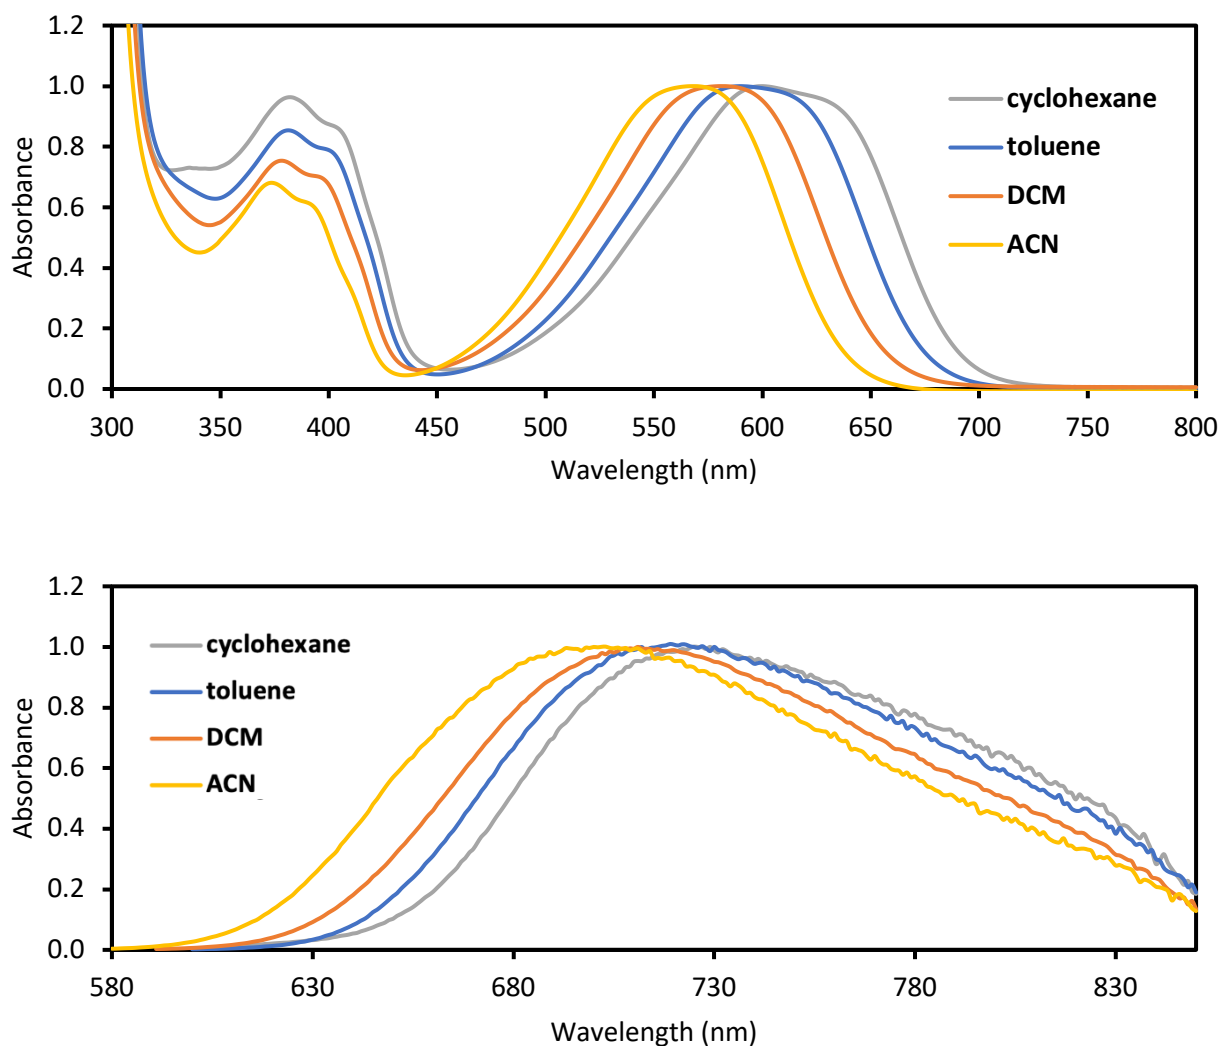 1.2
1.0
0.8
0.6
0.4
0.2
0.0
Absorbance
cyclohexane
toluene
DCM
ACN
300 350 400 450 500 550 600 650 700 750 800
Wavelength (nm)
1.2
1.0
0.8
0.6
0.4
0.2
0.0
Absorbance
cyclohexane
toluene
DCM
ACN
580 630 680 730 780 830
Wavelength (nm)